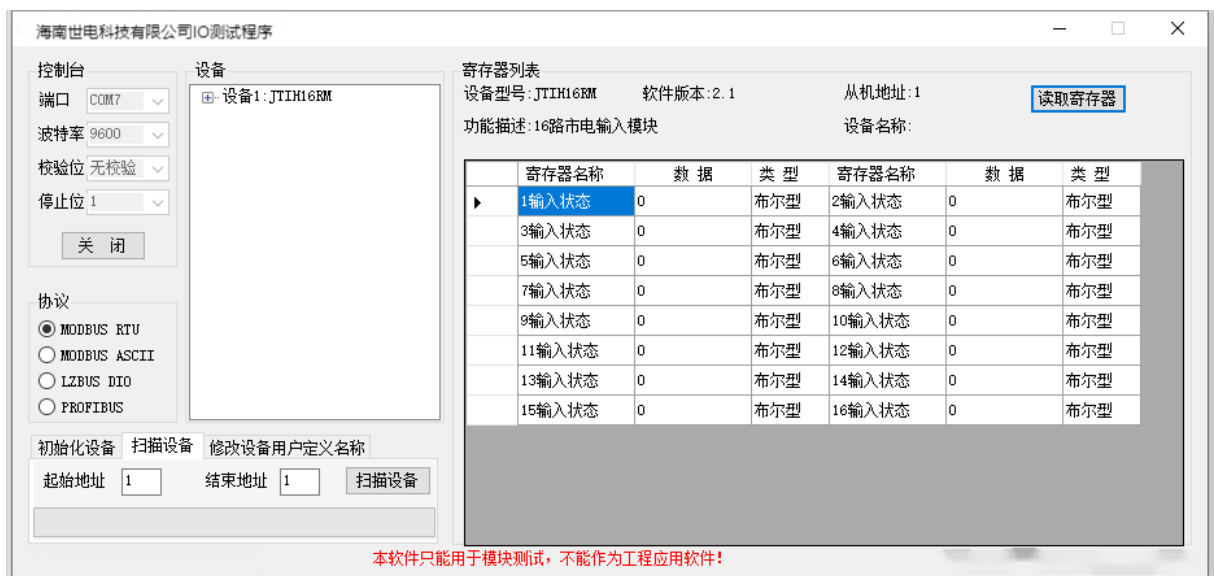 海南世电科技有限公司IO测试程序
控制台
端口 COM7
波特率 9600
校验位 无校验
停止位 1
关 闭
协议
MODBUS RTU
MODBUS ASCII
LZBUS DIO
PROFIBUS
设备
设备1:JTIH16RM
寄存器列表
设备型号:JTIH16RM 软件版本:2.1 从机地址:1 读取寄存器
功能描述:16路市电输入模块 设备名称:
寄存器名称 数 据 类 型 寄存器名称 数 据 类 型
1输入状态 0 布尔型 2输入状态 0 布尔型
3输入状态 0 布尔型 4输入状态 0 布尔型
5输入状态 0 布尔型 6输入状态 0 布尔型
7输入状态 0 布尔型 8输入状态 0 布尔型
9输入状态 0 布尔型 10输入状态 0 布尔型
11输入状态 0 布尔型 12输入状态 0 布尔型
13输入状态 0 布尔型 14输入状态 0 布尔型
15输入状态 0 布尔型 16输入状态 0 布尔型
初始化设备 扫描设备 修改设备用户定义名称
起始地址 1 结束地址 1 扫描设备
本软件只能用于模块测试，不能作为工程应用软件!